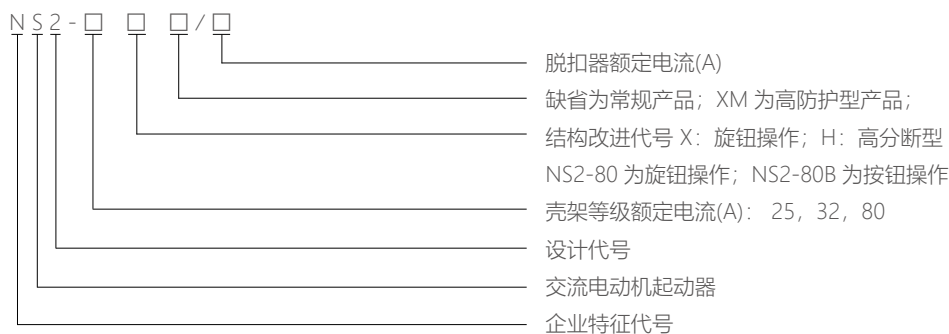 NS2-□ □ □/□
脱扣器额定电流(A)
缺省为常规产品；XM 为高防护型产品；
结构改进代号 X：旋钮操作；H：高分断型
NS2-80 为旋钮操作；NS2-80B 为按钮操作
壳架等级额定电流(A)： 25，32，80
设计代号
交流电动机起动器
企业特征代号